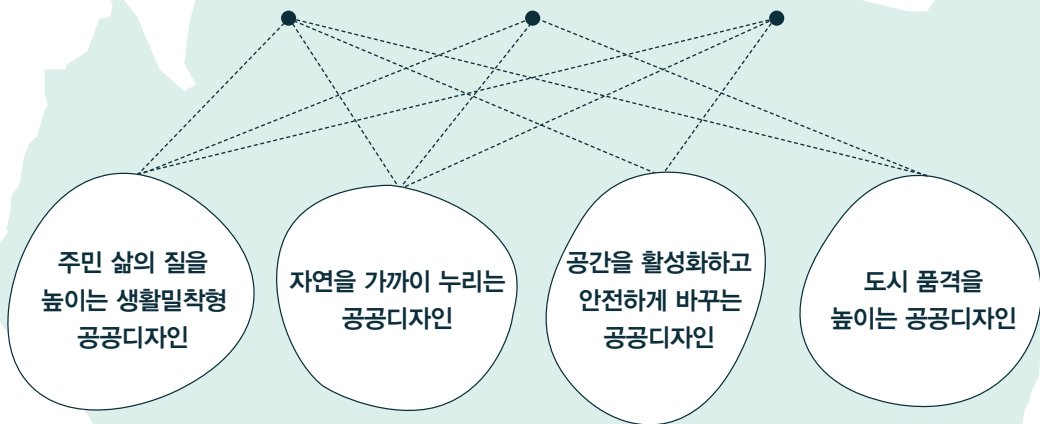 주민 삶의 질을
높이는 생활밀착형
공공디자인
자연을 가까이 누리는
공공디자인
공간을 활성화하고
안전하게 바꾸는
공공디자인
도시 품격을
높이는 공공디자인